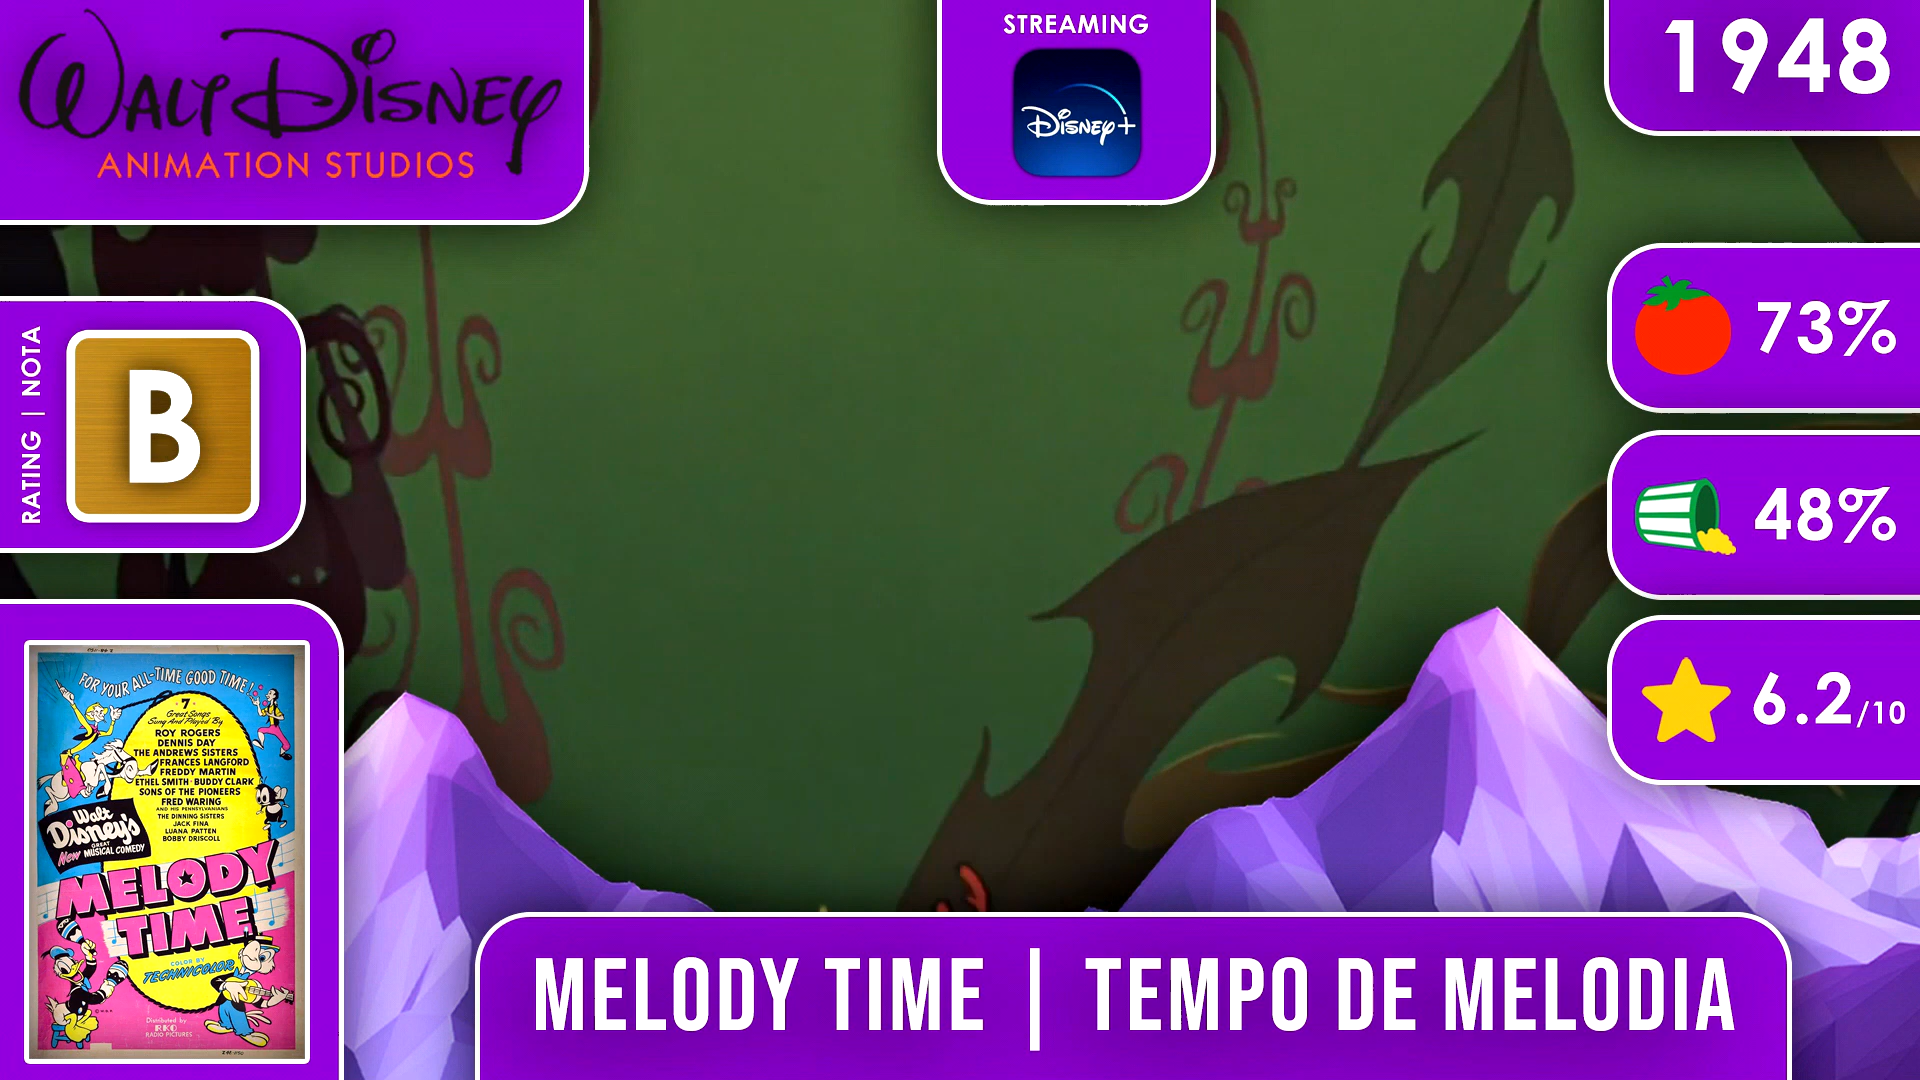 WALT DISNEY
ANIMATION STUDIOS
STREAMING
Disney+
1948
RATING | NOTA
B
73%
48%
6.2/10
FOR YOUR ALL-TIME GOOD TIME!
7
Great Songs
Sung And Played By
ROY ROGERS
DENNIS DAY
THE ANDREWS SISTERS
FRANCES LANGFORD
FREDDY MARTIN
ETHEL SMITH · BUDDY CLARK
SONS OF THE PIONEERS
FRED WARING
AND HIS PENNSYLVANIANS
THE DINNING SISTERS
JACK FINA
LUANA PATTEN
BOBBY DRISCOLL
Walt
Disney's
GREAT
New MUSICAL COMEDY
MELODY
TIME
COLOR BY
TECHNICOLOR
Distributed by
RKO
RADIO PICTURES
MELODY TIME | TEMPO DE MELODIA